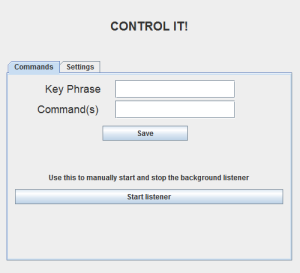 CONTROL IT!
Commands Settings
Key Phrase
Command(s)
Save
Use this to manually start and stop the background listener
Start listener